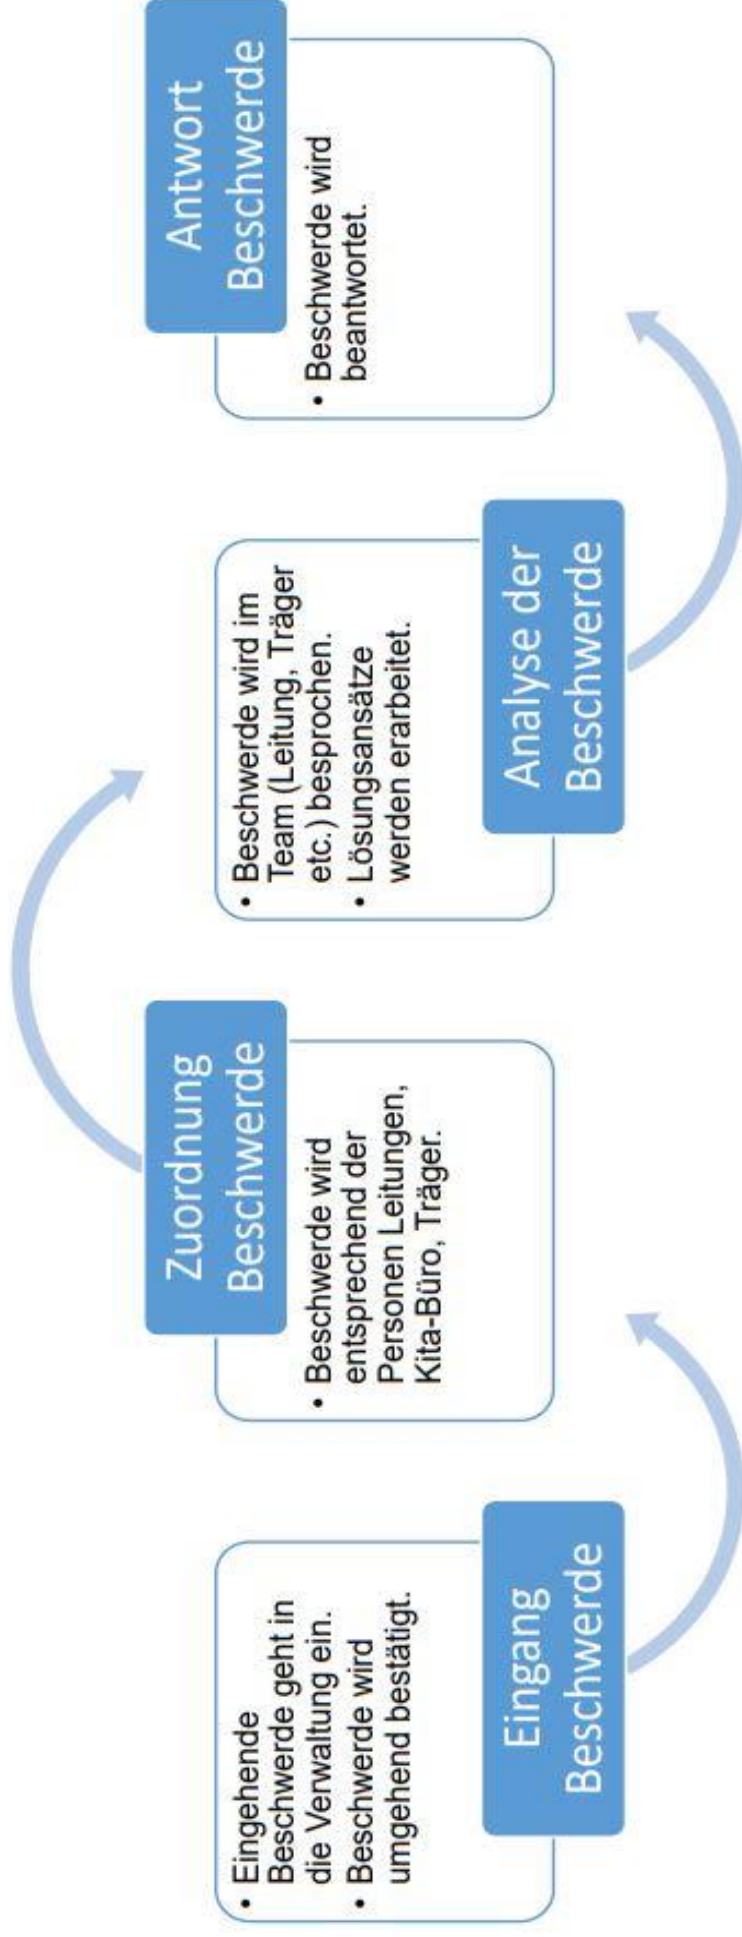 • Eingehende
Beschwerde geht in
die Verwaltung ein.
• Beschwerde wird
umgehend bestätigt.
Eingang
Beschwerde
Zuordnung
Beschwerde
• Beschwerde wird
entsprechend der
Personen Leitungen,
Kita-Büro, Träger.
• Beschwerde wird im
Team (Leitung, Träger
etc.) besprochen.
• Lösungsansätze
werden erarbeitet.
Analyse der
Beschwerde
Antwort
Beschwerde
• Beschwerde wird
beantwortet.